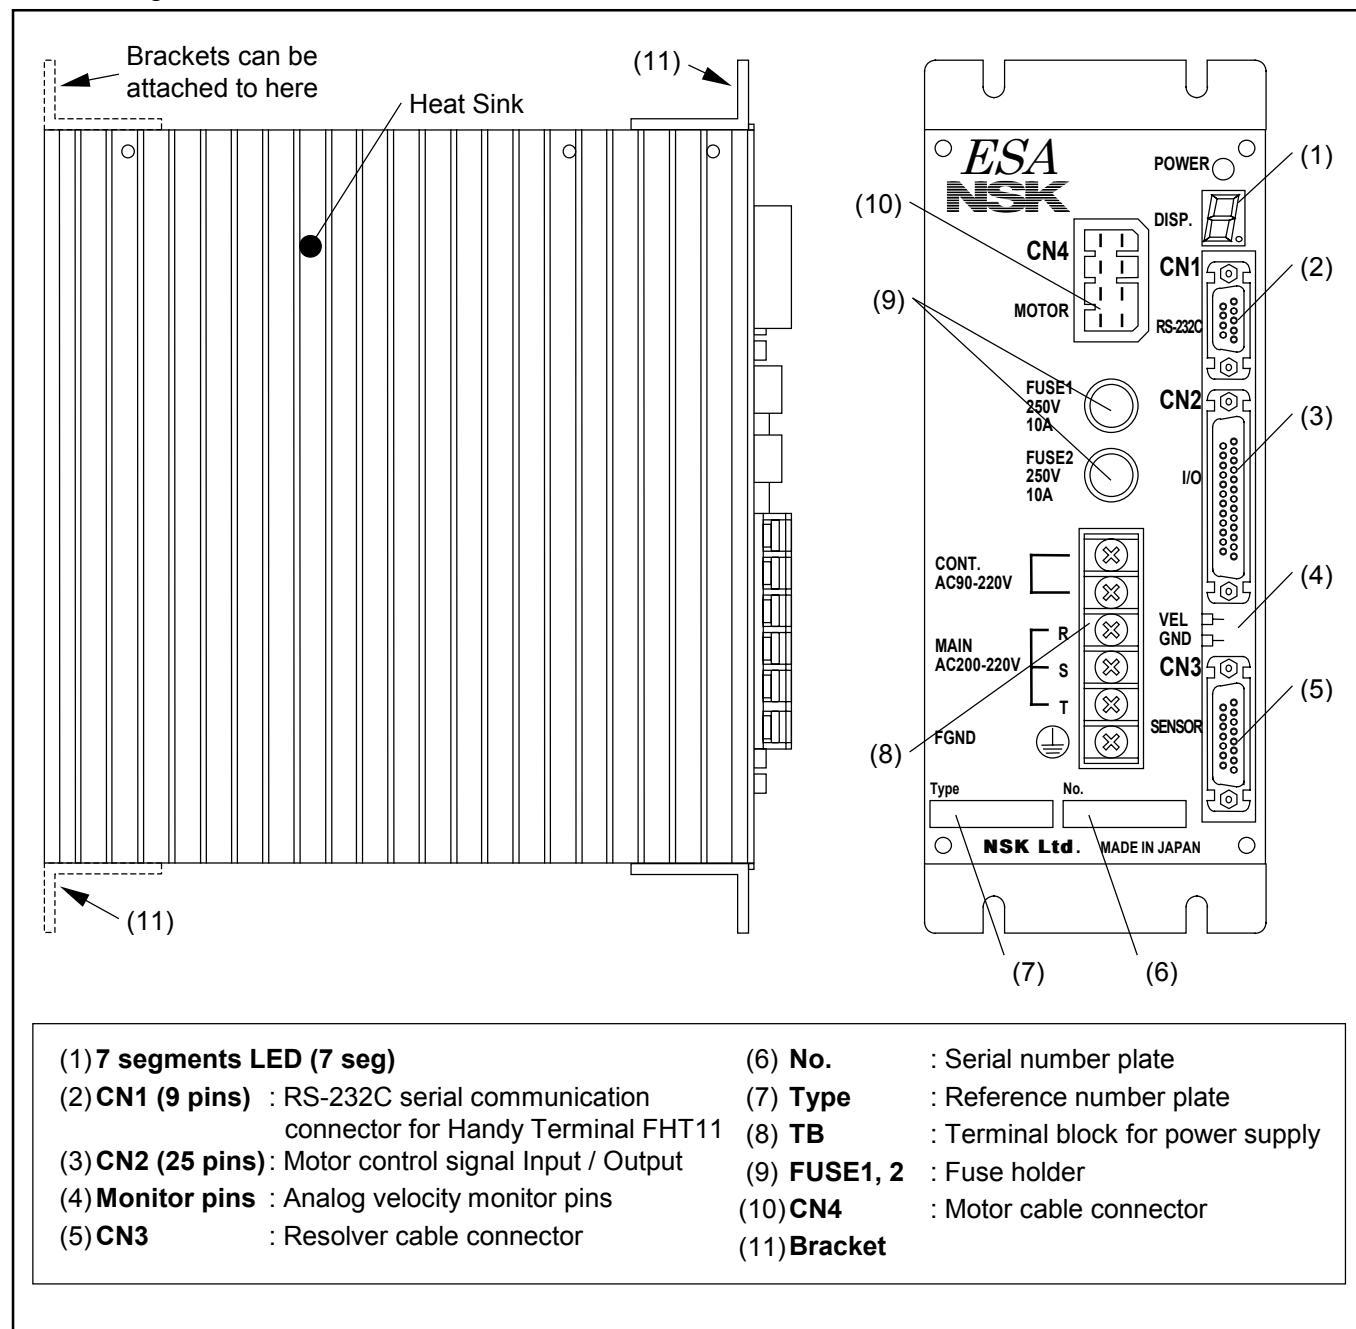 Brackets can be
attached to here
Heat Sink
(11)
(11)
ESA
NSK
POWER
DISP.
(1)
(10)
CN4
CN1
(2)
(9)
MOTOR
RS-232C
FUSE1
250V
10A
CN2
(3)
FUSE2
250V
10A
I/O
CONT.
AC90-220V
(4)
VEL
GND
MAIN
AC200-220V
R
S
T
CN3
(5)
SENSOR
FGND
(8)
Type
No.
NSK Ltd. MADE IN JAPAN
(7)
(6)
(1) 7 segments LED (7 seg)
(2) CN1 (9 pins) : RS-232C serial communication
connector for Handy Terminal FHT11
(3) CN2 (25 pins) : Motor control signal Input / Output
(4) Monitor pins : Analog velocity monitor pins
(5) CN3 : Resolver cable connector
(6) No. : Serial number plate
(7) Type : Reference number plate
(8) TB : Terminal block for power supply
(9) FUSE1, 2 : Fuse holder
(10) CN4 : Motor cable connector
(11) Bracket